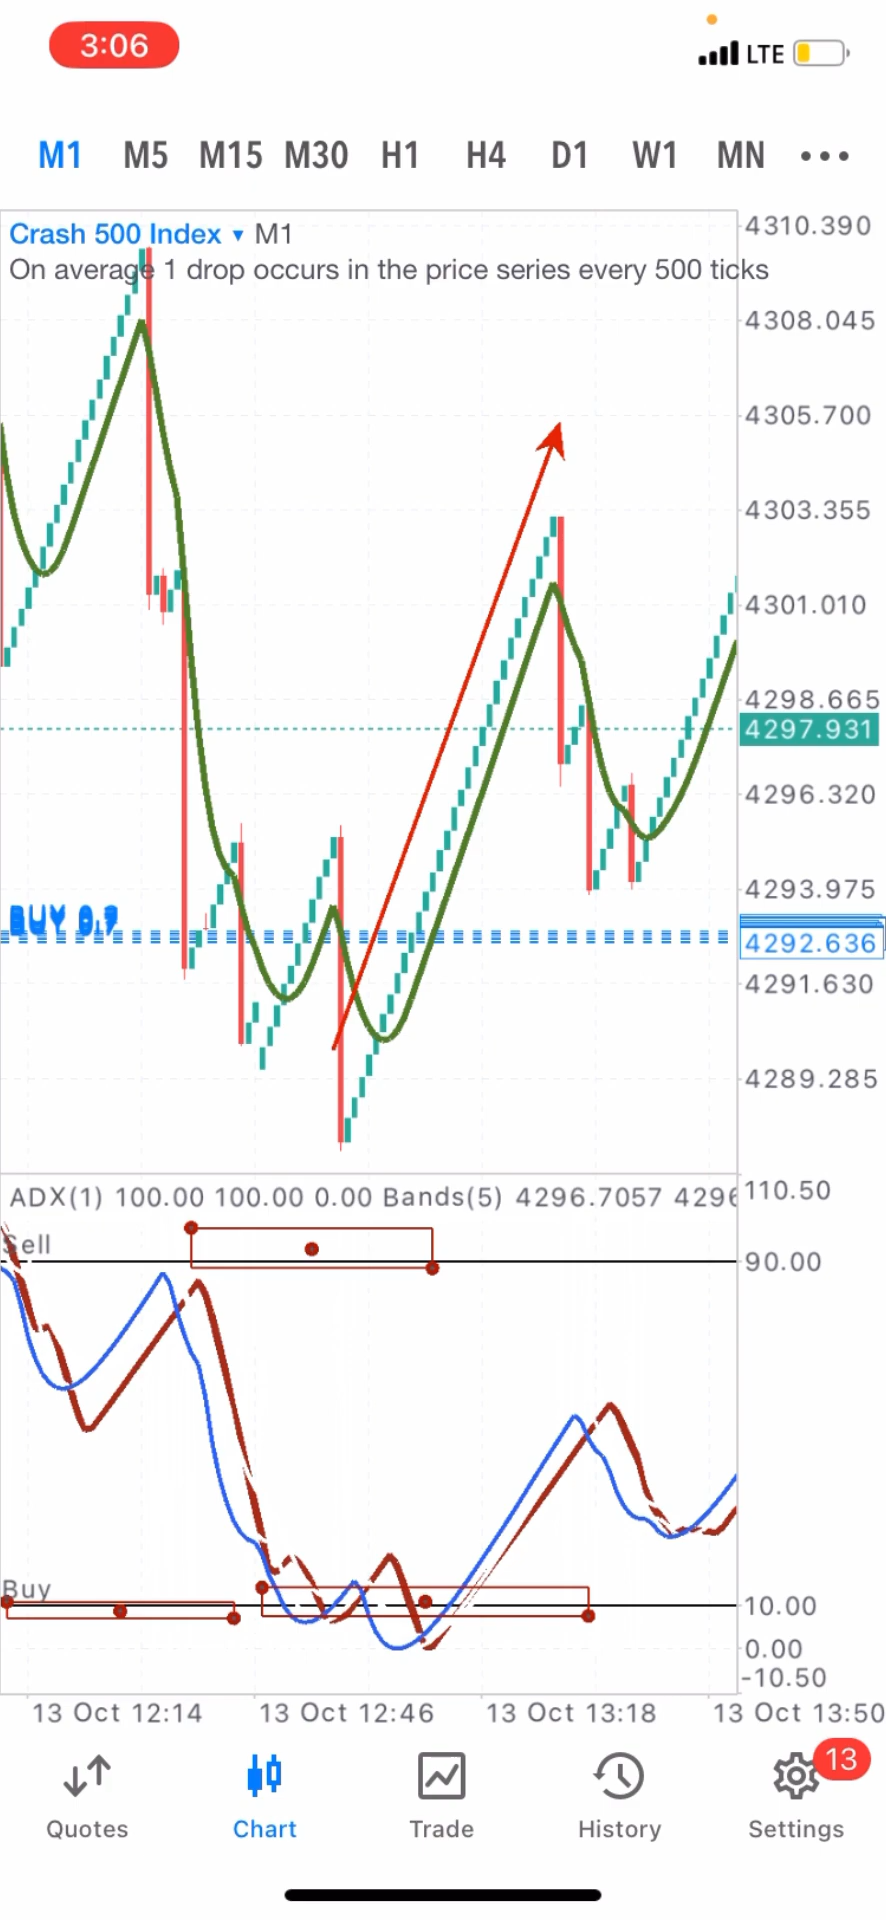 3:06
LTE
M1 M5 M15 M30 H1 H4 D1 W1 MN
Crash 500 Index ▾ M1
On average 1 drop occurs in the price series every 500 ticks
4310.390
4308.045
4305.700
4303.355
4301.010
4298.665
4297.931
4296.320
4293.975
BUY 0.?
4292.636
4291.630
4289.285
ADX(1) 100.00 100.00 0.00 Bands(5) 4296.7057 4296
110.50
Sell
90.00
Buy
10.00
0.00
-10.50
13 Oct 12:14 13 Oct 12:46 13 Oct 13:18 13 Oct 13:50
13
Quotes Chart Trade History Settings